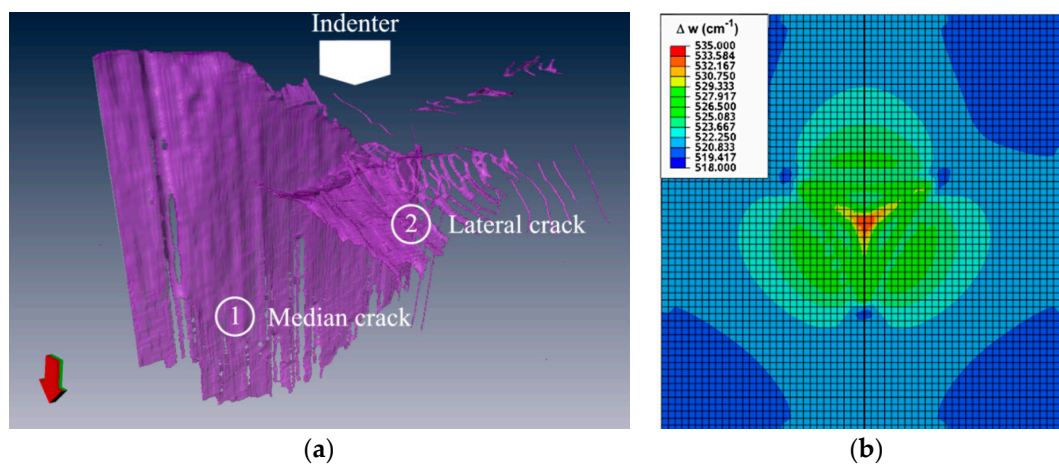 Indenter
2 Lateral crack
1 Median crack
(a)
Δ w (cm-1)
535.000
533.584
532.167
530.750
529.333
527.917
526.500
525.083
523.667
522.250
520.833
519.417
518.000
(b)